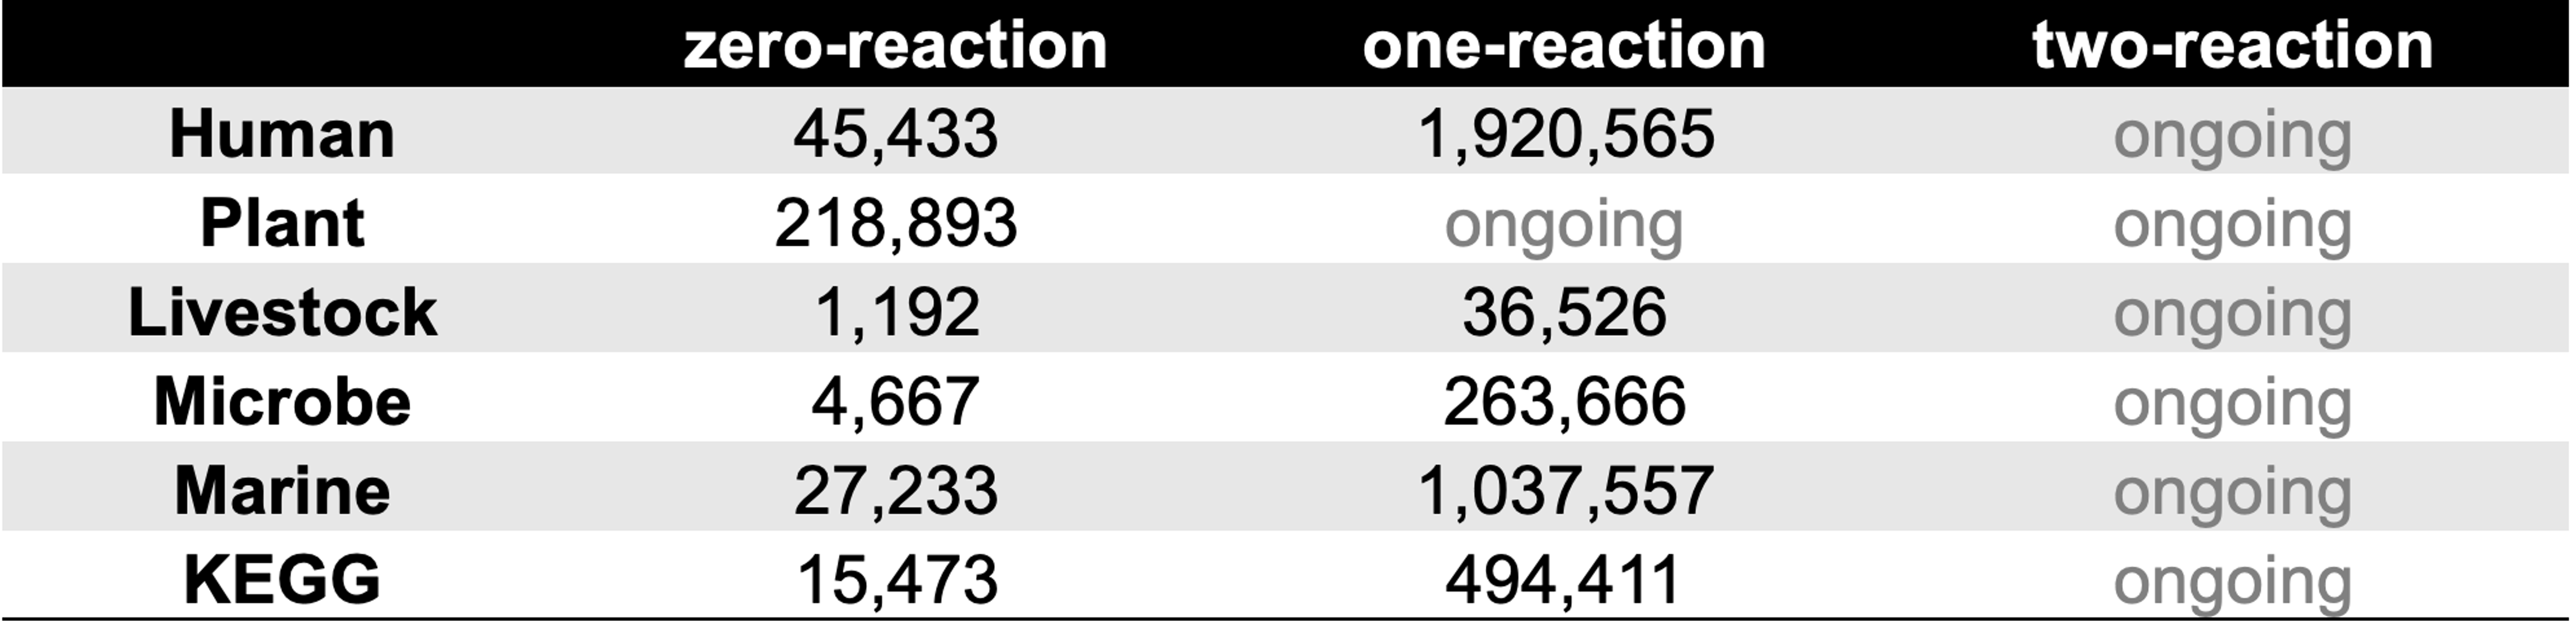 zero-reaction one-reaction two-reaction
Human 45,433 1,920,565 ongoing
Plant 218,893 ongoing ongoing
Livestock 1,192 36,526 ongoing
Microbe 4,667 263,666 ongoing
Marine 27,233 1,037,557 ongoing
KEGG 15,473 494,411 ongoing